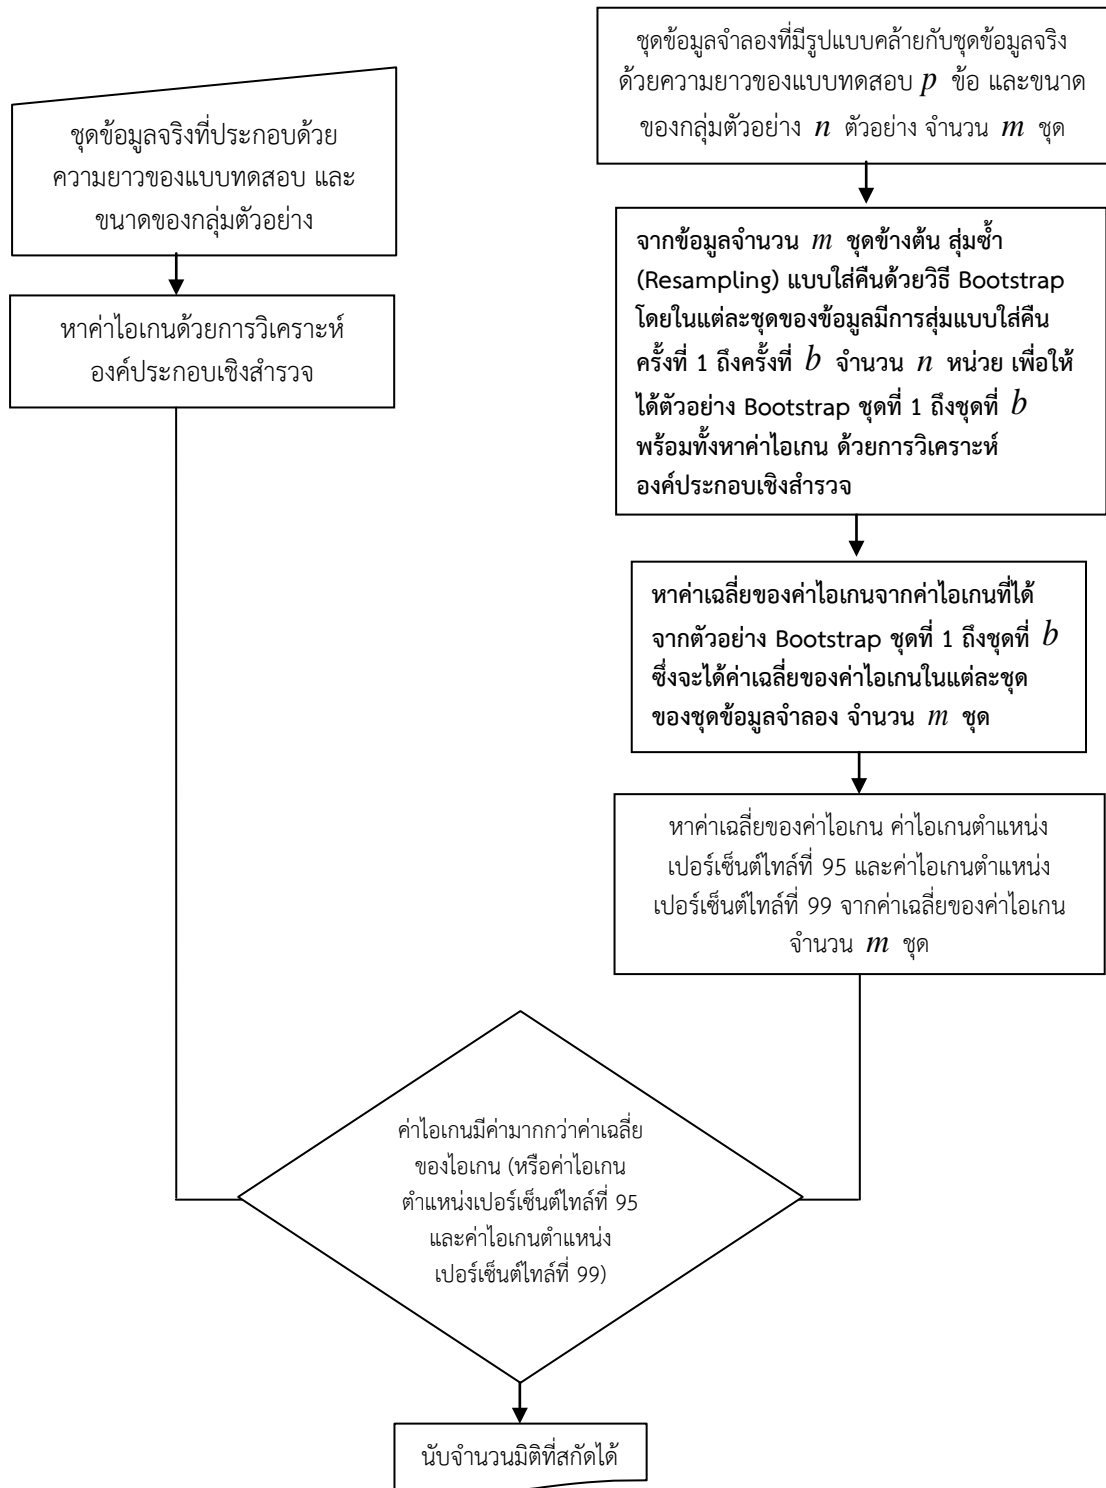 ชุดข้อมูลจริงที่ประกอบด้วย
ความยาวของแบบทดสอบ และ
ขนาดของกลุ่มตัวอย่าง
หาค่าไอเกนด้วยการวิเคราะห์
องค์ประกอบเชิงสำรวจ
ชุดข้อมูลจำลองที่มีรูปแบบคล้ายกับชุดข้อมูลจริง
ด้วยความยาวของแบบทดสอบ p ข้อ และขนาด
ของกลุ่มตัวอย่าง n ตัวอย่าง จำนวน m ชุด
จากข้อมูลจำนวน m ชุดข้างต้น สุ่มซ้ำ
(Resampling) แบบใส่คืนด้วยวิธี Bootstrap
โดยในแต่ละชุดของข้อมูลมีการสุ่มแบบใส่คืน
ครั้งที่ 1 ถึงครั้งที่ b จำนวน n หน่วย เพื่อให้
ได้ตัวอย่าง Bootstrap ชุดที่ 1 ถึงชุดที่ b
พร้อมทั้งหาค่าไอเกน ด้วยการวิเคราะห์
องค์ประกอบเชิงสำรวจ
หาค่าเฉลี่ยของค่าไอเกนจากค่าไอเกนที่ได้
จากตัวอย่าง Bootstrap ชุดที่ 1 ถึงชุดที่ b
ซึ่งจะได้ค่าเฉลี่ยของค่าไอเกนในแต่ละชุด
ของชุดข้อมูลจำลอง จำนวน m ชุด
หาค่าเฉลี่ยของค่าไอเกน ค่าไอเกนตำแหน่ง
เปอร์เซ็นต์ไทล์ที่ 95 และค่าไอเกนตำแหน่ง
เปอร์เซ็นต์ไทล์ที่ 99 จากค่าเฉลี่ยของค่าไอเกน
จำนวน m ชุด
ค่าไอเกนมีค่ามากกว่าค่าเฉลี่ย
ของไอเกน (หรือค่าไอเกน
ตำแหน่งเปอร์เซ็นต์ไทล์ที่ 95
และค่าไอเกนตำแหน่ง
เปอร์เซ็นต์ไทล์ที่ 99)
นับจำนวนมิติที่สกัดได้